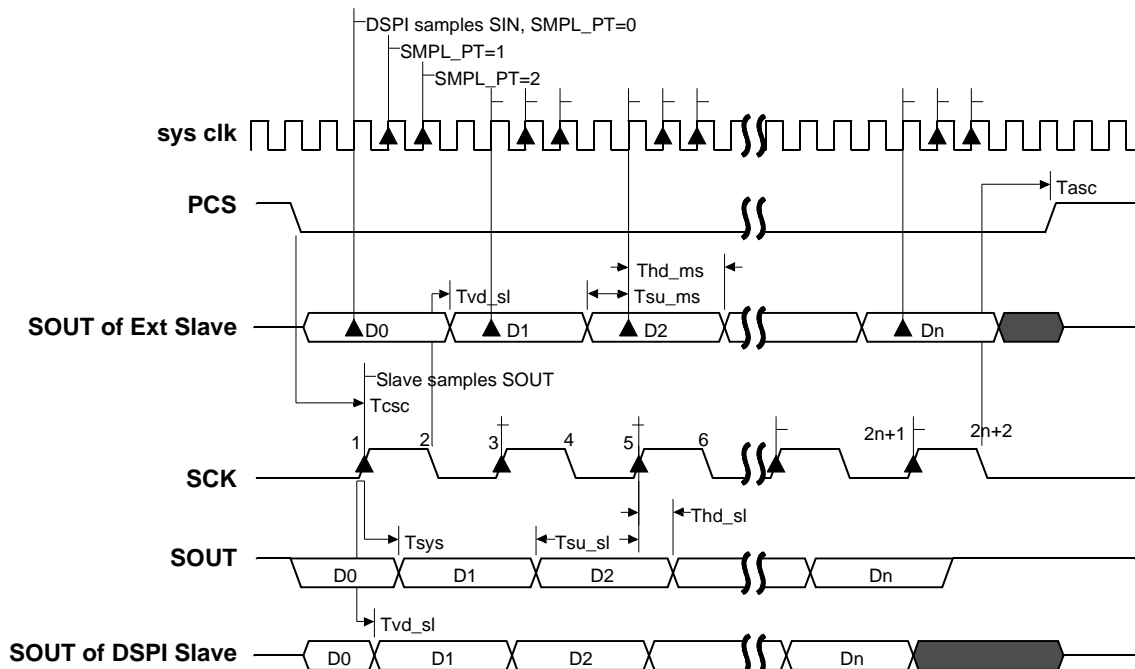 DSPI samples SIN, SMPL_PT=0
SMPL_PT=1
SMPL_PT=2
sys clk
PCS
Tasc
Thd_ms
Tvd_sl
Tsu_ms
SOUT of Ext Slave
D0
D1
D2
Dn
Slave samples SOUT
Tcsc
1
2
3
4
5
6
2n+1
2n+2
SCK
Thd_sl
Tsys
Tsu_sl
SOUT
D0
D1
D2
Dn
Tvd_sl
SOUT of DSPI Slave
D0
D1
D2
Dn